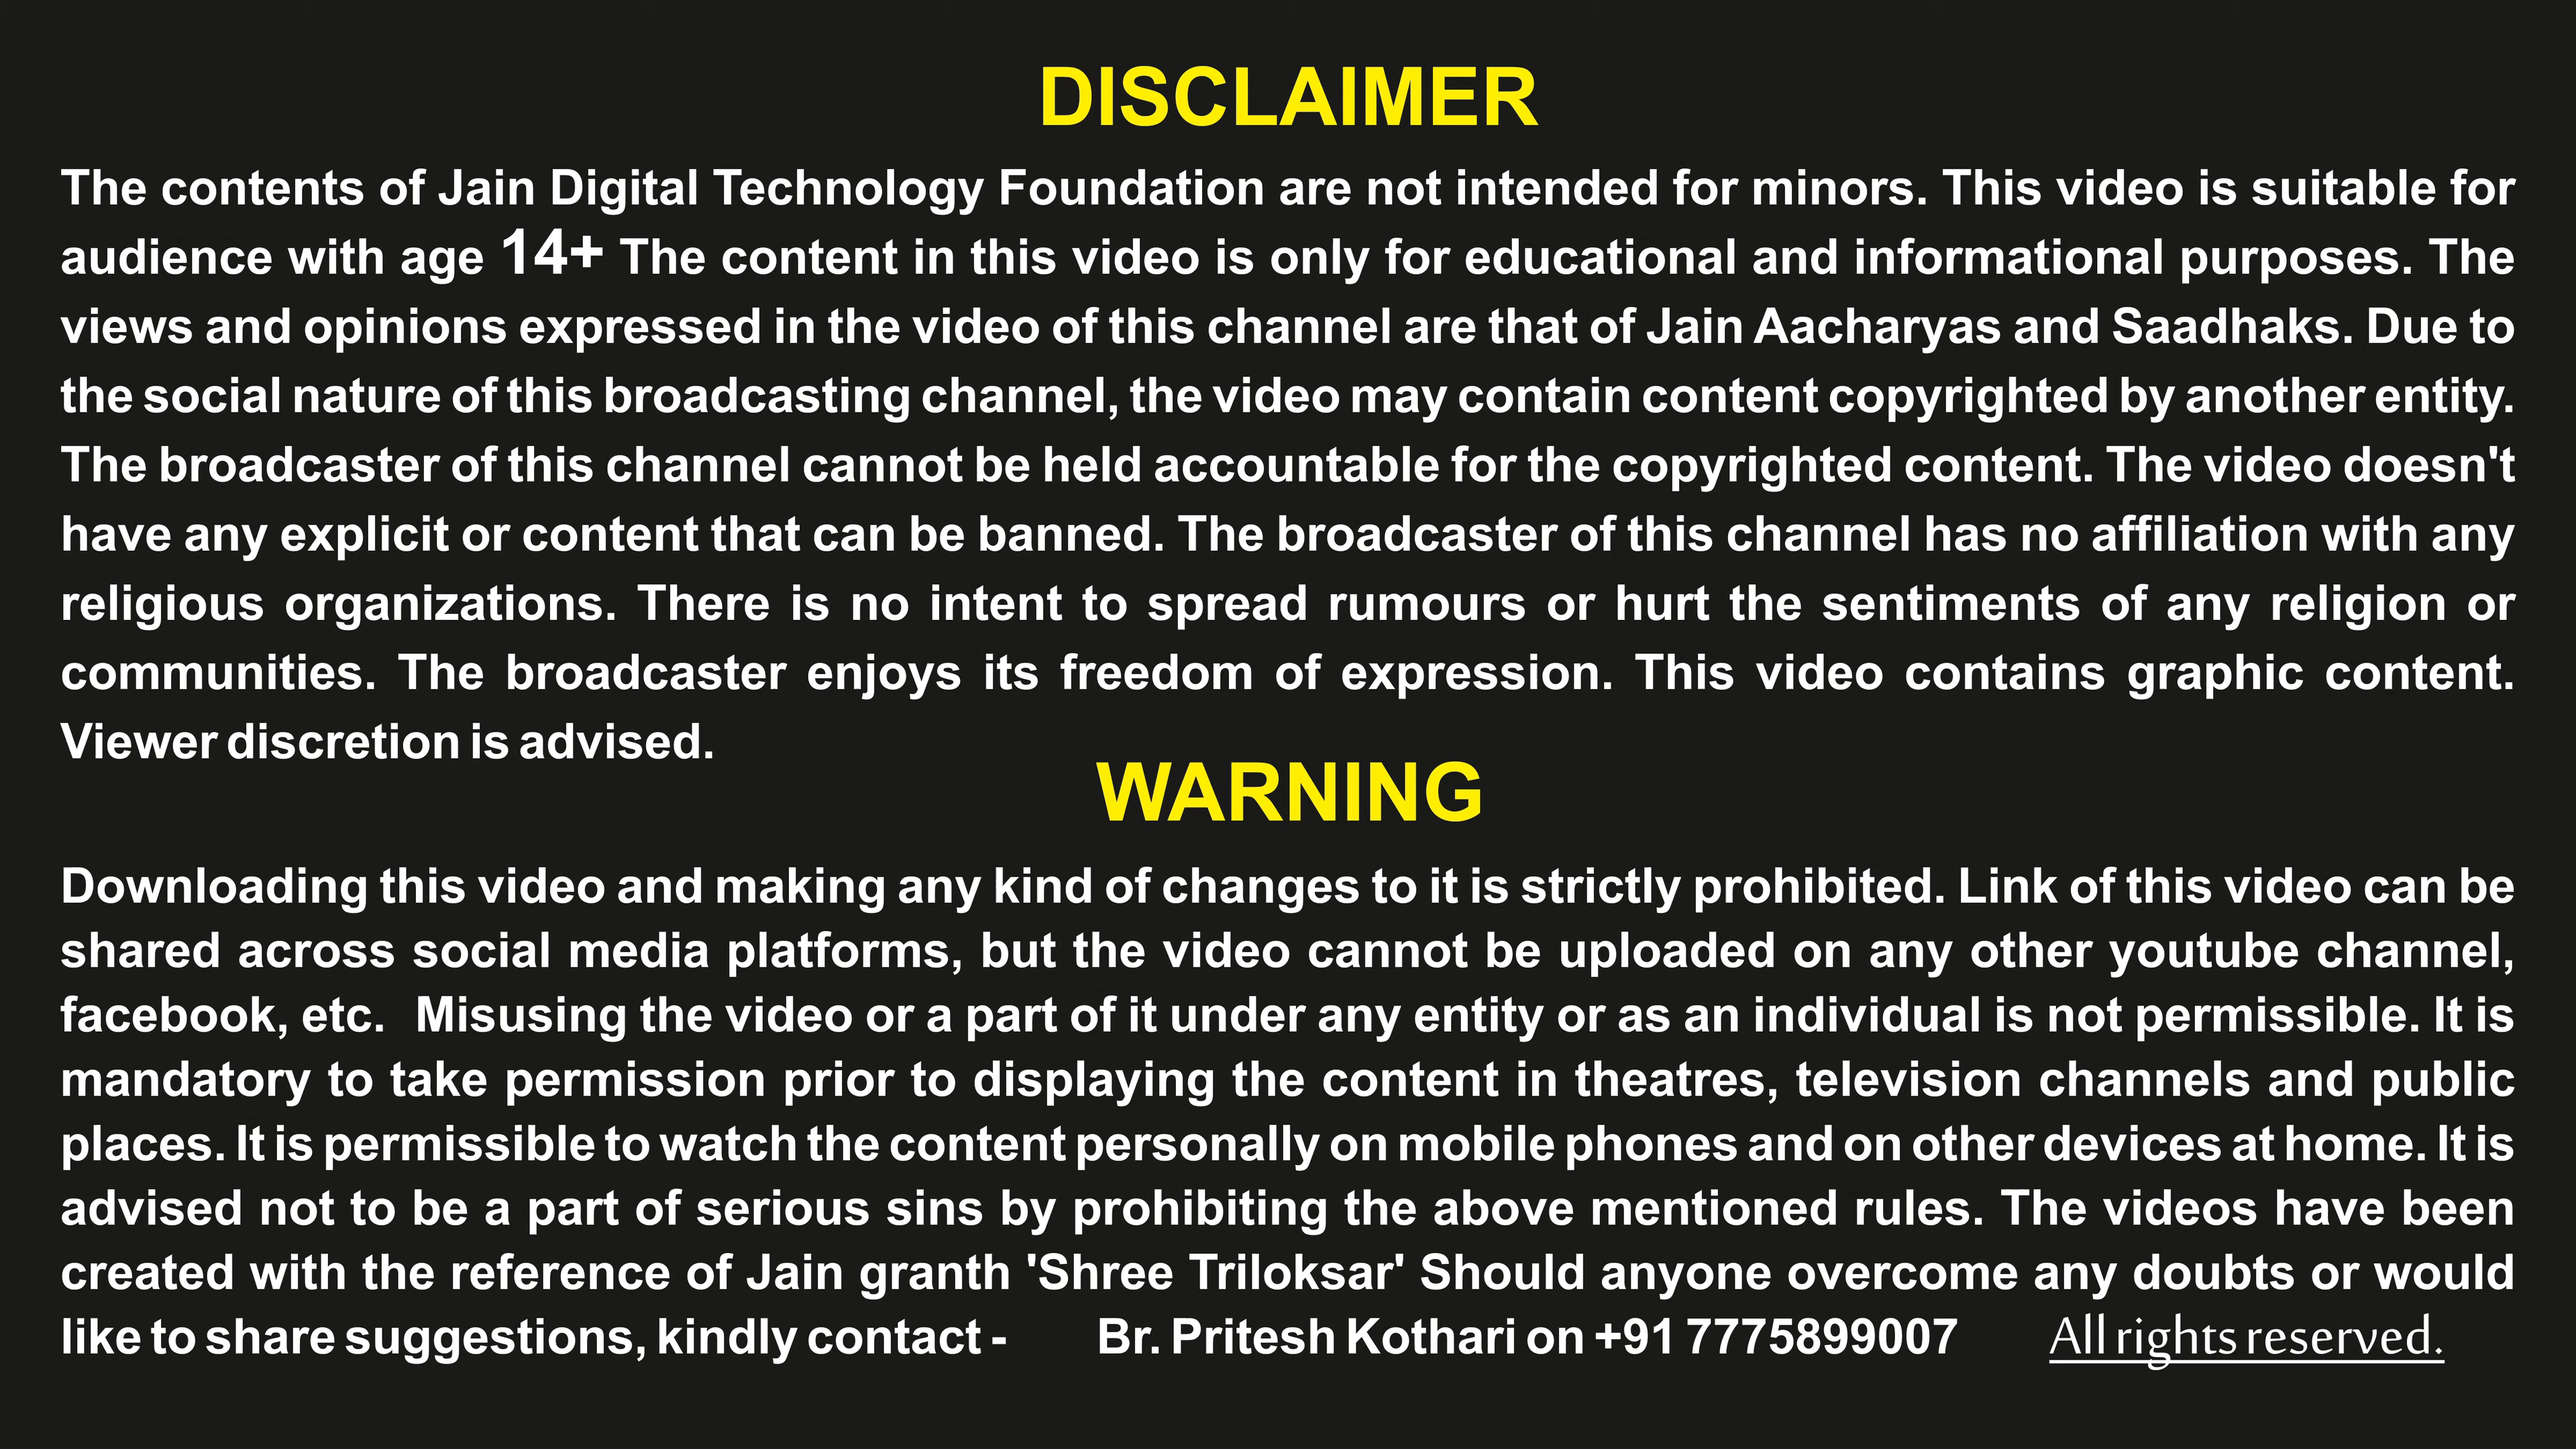 DISCLAIMER
The contents of Jain Digital Technology Foundation are not intended for minors. This video is suitable for
audience with age 14+ The content in this video is only for educational and informational purposes. The
views and opinions expressed in the video of this channel are that of Jain Aacharyas and Saadhaks. Due to
the social nature of this broadcasting channel, the video may contain content copyrighted by another entity.
The broadcaster of this channel cannot be held accountable for the copyrighted content. The video doesn't
have any explicit or content that can be banned. The broadcaster of this channel has no affiliation with any
religious organizations. There is no intent to spread rumours or hurt the sentiments of any religion or
communities. The broadcaster enjoys its freedom of expression. This video contains graphic content.
Viewer discretion is advised.
WARNING
Downloading this video and making any kind of changes to it is strictly prohibited. Link of this video can be
shared across social media platforms, but the video cannot be uploaded on any other youtube channel,
facebook, etc. Misusing the video or a part of it under any entity or as an individual is not permissible. It is
mandatory to take permission prior to displaying the content in theatres, television channels and public
places. It is permissible to watch the content personally on mobile phones and on other devices at home. It is
advised not to be a part of serious sins by prohibiting the above mentioned rules. The videos have been
created with the reference of Jain granth 'Shree Triloksar' Should anyone overcome any doubts or would
like to share suggestions, kindly contact - Br. Pritesh Kothari on +91 7775899007 All rights reserved.